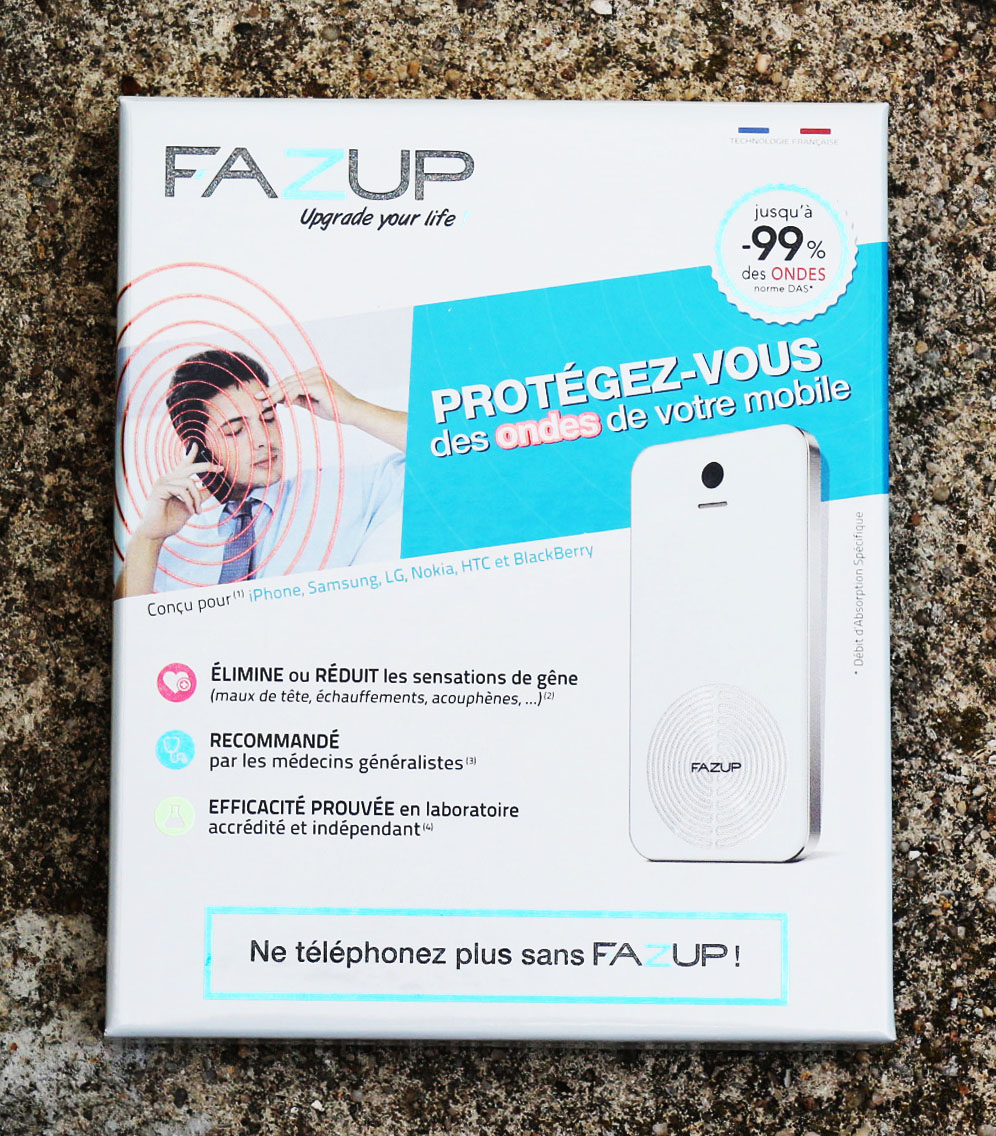 FAZUP
Upgrade your life !
TECHNOLOGIE FRANÇAISE
jusqu'à
-99%
des ONDES
norme DAS*
PROTÉGEZ-VOUS
des ondes de votre mobile
Conçu pour(1) iPhone, Samsung, LG, Nokia, HTC et BlackBerry
* Débit d'Absorption Spécifique
ÉLIMINE ou RÉDUIT les sensations de gêne
(maux de tête, échauffements, acouphènes, ...)(2)
RECOMMANDÉ
par les médecins généralistes(3)
EFFICACITÉ PROUVÉE en laboratoire
accrédité et indépendant(4)
FAZUP
Ne téléphonez plus sans FAZUP !